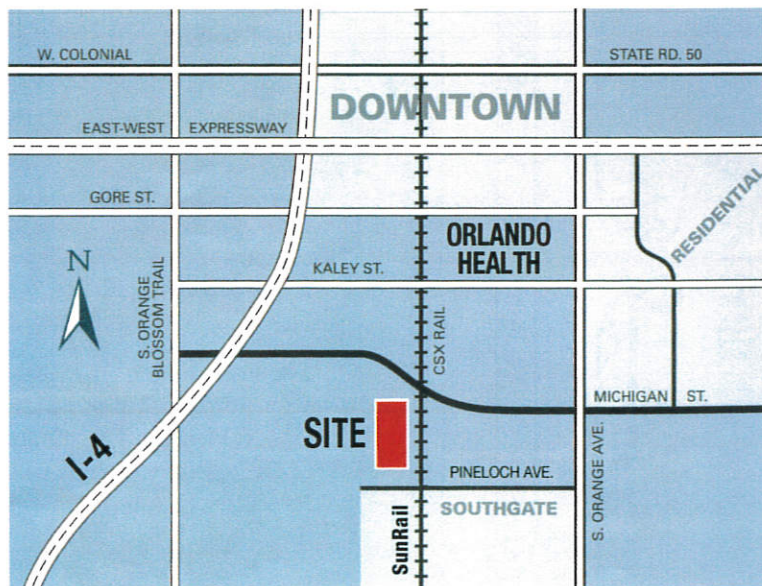 W. COLONIAL
STATE RD. 50
DOWNTOWN
EAST-WEST EXPRESSWAY
GORE ST.
ORLANDO
HEALTH
RESIDENTIAL
N
KALEY ST.
S. ORANGE
BLOSSOM TRAIL
CSX RAIL
MICHIGAN ST.
SITE
I-4
PINELOCH AVE.
S. ORANGE AVE.
SOUTHGATE
SunRail